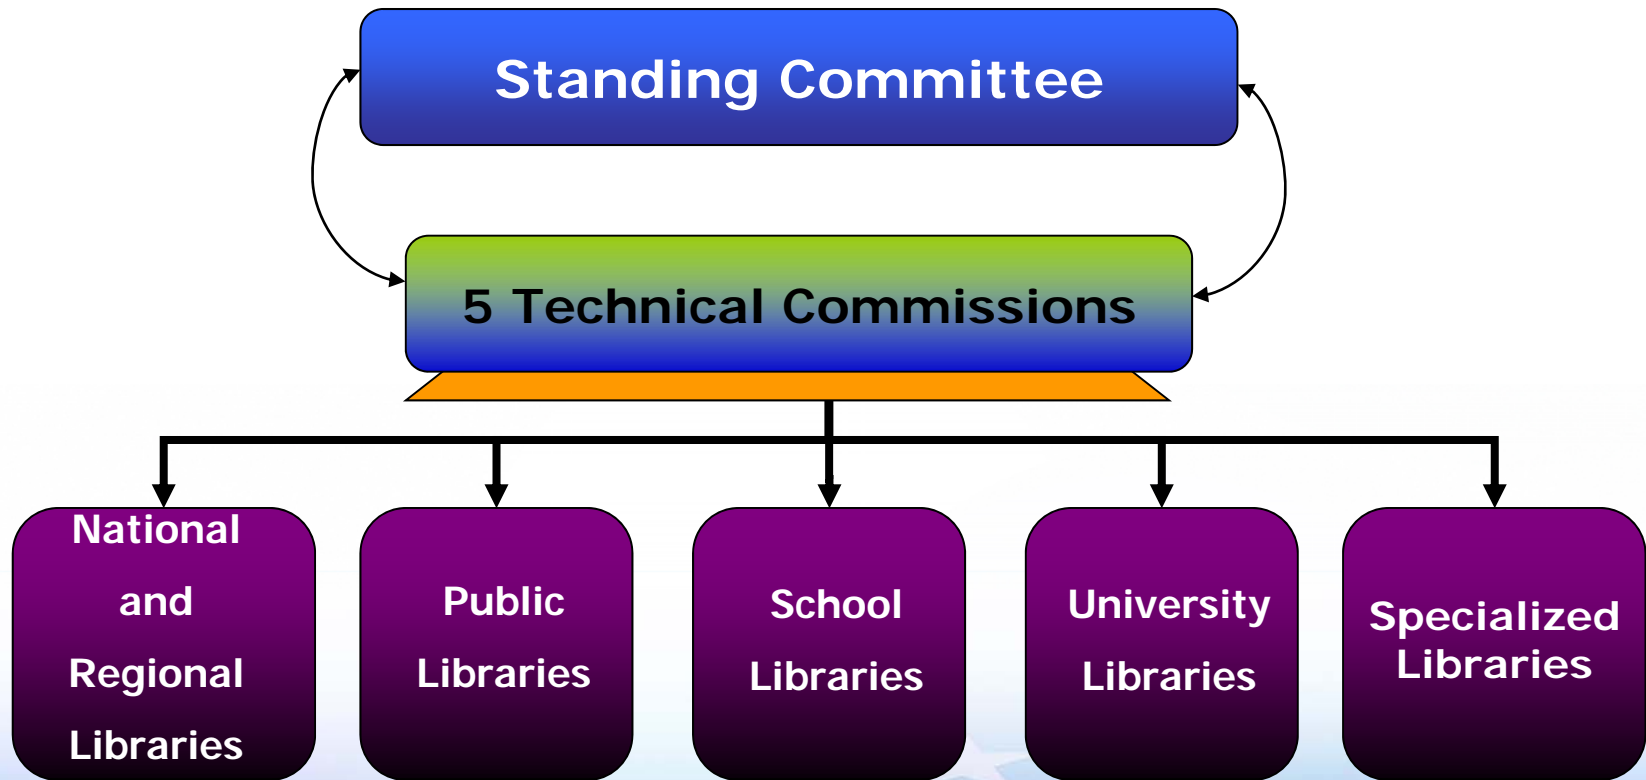 Standing Committee
5 Technical Commissions
National
and
Regional
Libraries
Public
Libraries
School
Libraries
University
Libraries
Specialized
Libraries